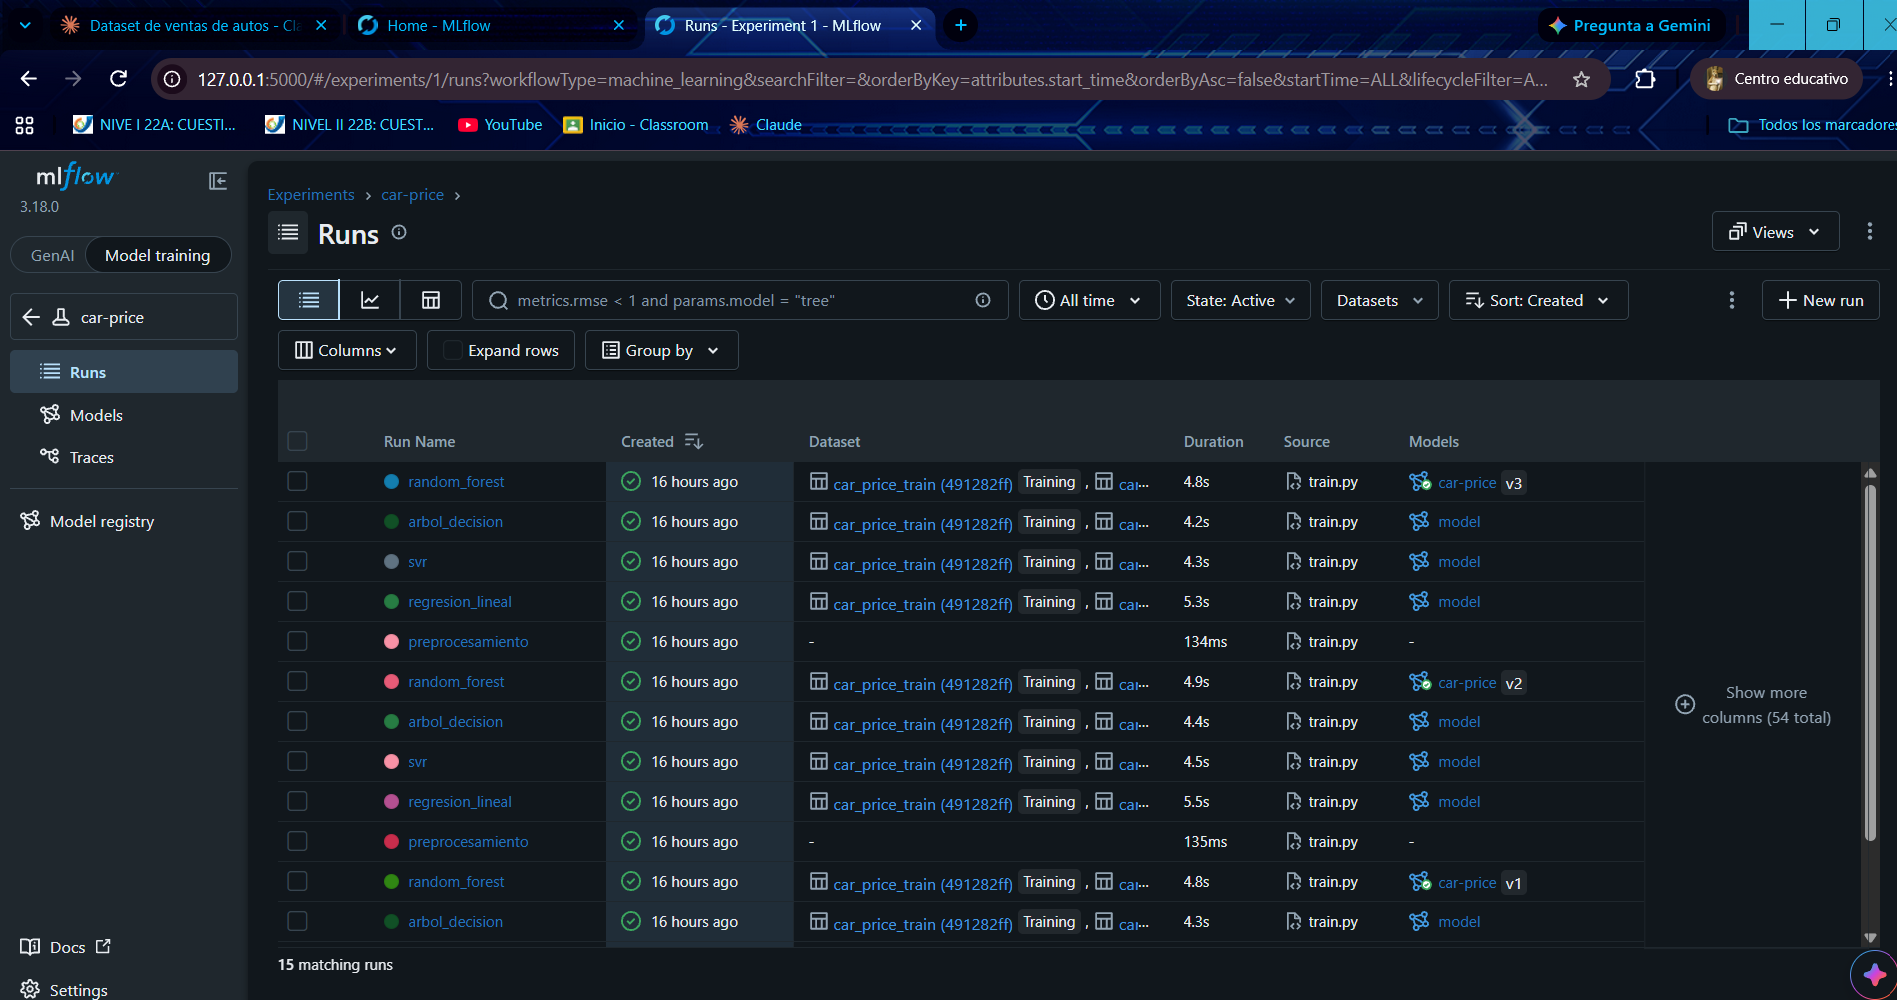 Dataset de ventas de autos - Cla
Home - MLflow
Runs - Experiment 1 - MLflow
Pregunta a Gemini
127.0.0.1:5000/#/experiments/1/runs?workflowType=machine_learning&searchFilter=&orderByKey=attributes.start_time&orderByAsc=false&startTime=ALL&lifecycleFilter=A...
Centro educativo
NIVE I 22A: CUESTI...
NIVEL II 22B: CUEST...
YouTube
Inicio - Classroom
Claude
Todos los marcadores
mlflow
3.18.0
GenAI
Model training
car-price
Runs
Models
Traces
Model registry
Docs
Settings
Experiments > car-price >
Runs
Views
metrics.rmse < 1 and params.model = "tree"
All time
State: Active
Datasets
Sort: Created
New run
Columns
Expand rows
Group by
Run Name Created Dataset Duration Source Models
random_forest 16 hours ago car_price_train (491282ff) Training , car... 4.8s train.py car-price v3
arbol_decision 16 hours ago car_price_train (491282ff) Training , car... 4.2s train.py model
svr 16 hours ago car_price_train (491282ff) Training , car... 4.3s train.py model
regresion_lineal 16 hours ago car_price_train (491282ff) Training , car... 5.3s train.py model
preprocesamiento 16 hours ago - 134ms train.py -
random_forest 16 hours ago car_price_train (491282ff) Training , car... 4.9s train.py car-price v2
arbol_decision 16 hours ago car_price_train (491282ff) Training , car... 4.4s train.py model
svr 16 hours ago car_price_train (491282ff) Training , car... 4.5s train.py model
regresion_lineal 16 hours ago car_price_train (491282ff) Training , car... 5.5s train.py model
preprocesamiento 16 hours ago - 135ms train.py -
random_forest 16 hours ago car_price_train (491282ff) Training , car... 4.8s train.py car-price v1
arbol_decision 16 hours ago car_price_train (491282ff) Training , car... 4.3s train.py model
Show more
columns (54 total)
15 matching runs